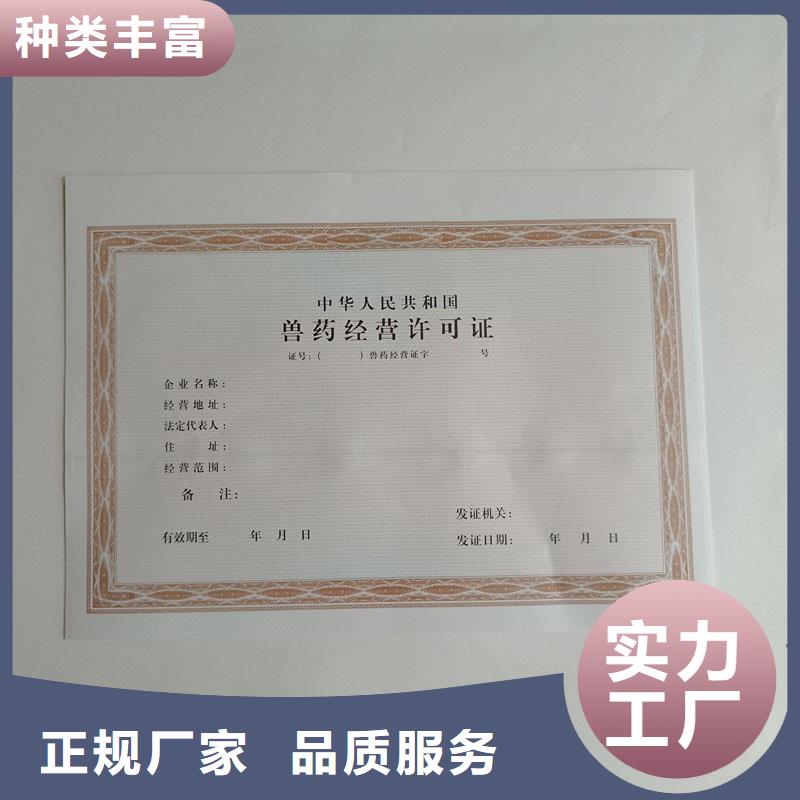 种类丰富
中华人民共和国
兽药经营许可证
证号：（ ）兽药经营证字 号
企业名称：
经营地址：
法定代表人：
住 址：
经营范围：
备 注：
发证机关：
有效期至 年 月 日
发证日期： 年 月 日
实力
工厂
正规厂家 品质服务